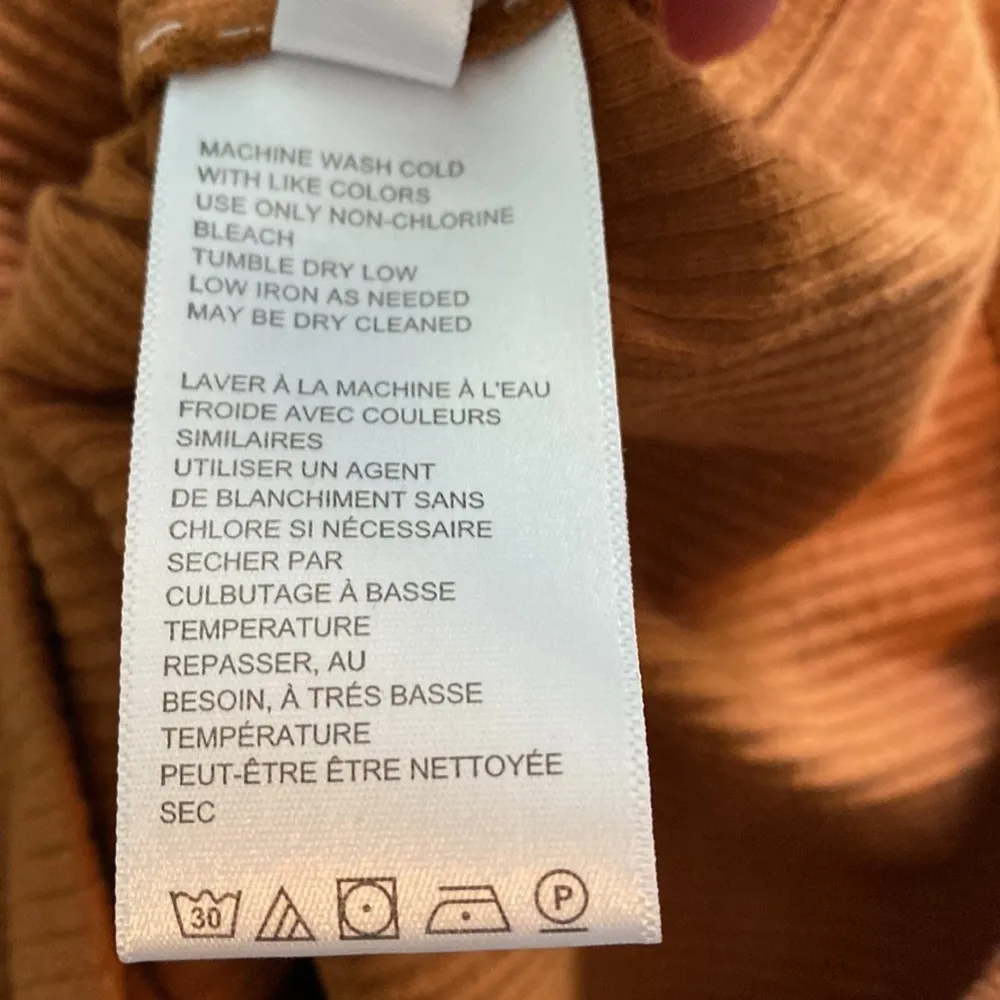 MACHINE WASH COLD
WITH LIKE COLORS
USE ONLY NON-CHLORINE
BLEACH
TUMBLE DRY LOW
LOW IRON AS NEEDED
MAY BE DRY CLEANED
LAVER À LA MACHINE À L'EAU
FROIDE AVEC COULEURS
SIMILAIRES
UTILISER UN AGENT
DE BLANCHIMENT SANS
CHLORE SI NÉCESSAIRE
SECHER PAR
CULBUTAGE À BASSE
TEMPERATURE
REPASSER, AU
BESOIN, À TRÉS BASSE
TEMPÉRATURE
PEUT-ÊTRE ÊTRE NETTOYÉE
SEC
30 P